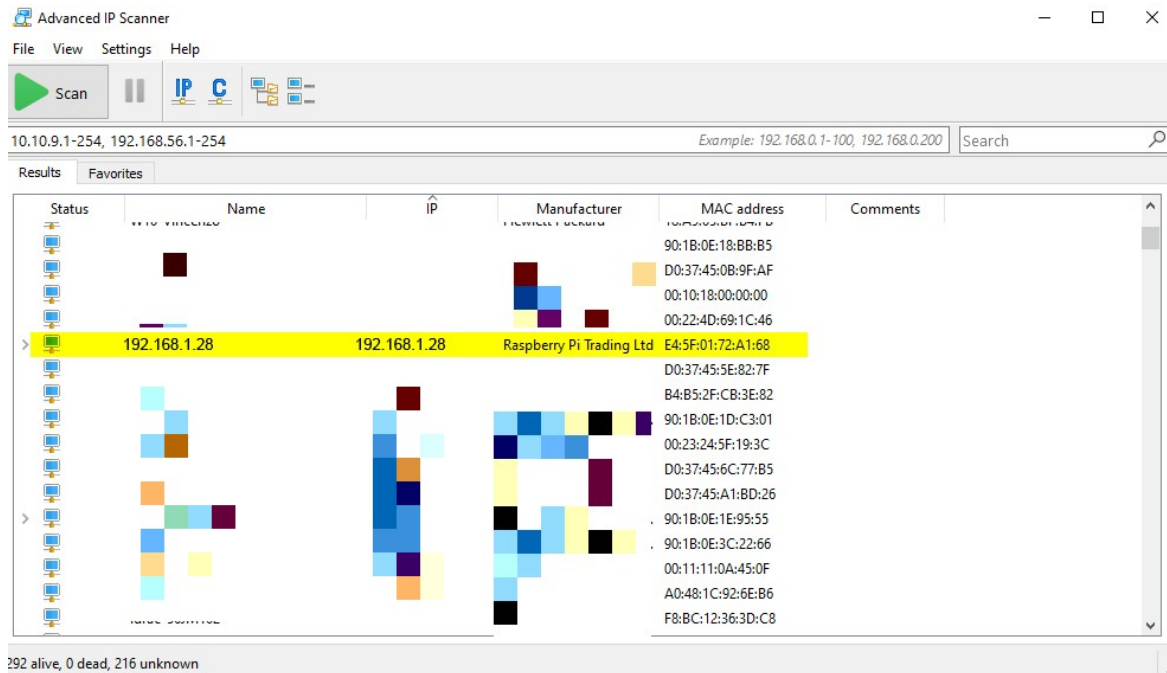 Advanced IP Scanner
File View Settings Help
Scan IP C
10.10.9.1-254, 192.168.56.1-254 Example: 192.168.0.1-100, 192.168.0.200 Search
Results Favorites
Status Name IP Manufacturer MAC address Comments
90:1B:0E:18:BB:B5
D0:37:45:0B:9F:AF
00:10:18:00:00:00
00:22:4D:69:1C:46
192.168.1.28 192.168.1.28 Raspberry Pi Trading Ltd E4:5F:01:72:A1:68
D0:37:45:5E:82:7F
B4:B5:2F:CB:3E:82
90:1B:0E:1D:C3:01
00:23:24:5F:19:3C
D0:37:45:6C:77:B5
D0:37:45:A1:BD:26
90:1B:0E:1E:95:55
90:1B:0E:3C:22:66
00:11:11:0A:45:0F
A0:48:1C:92:6E:B6
F8:BC:12:36:3D:C8
292 alive, 0 dead, 216 unknown